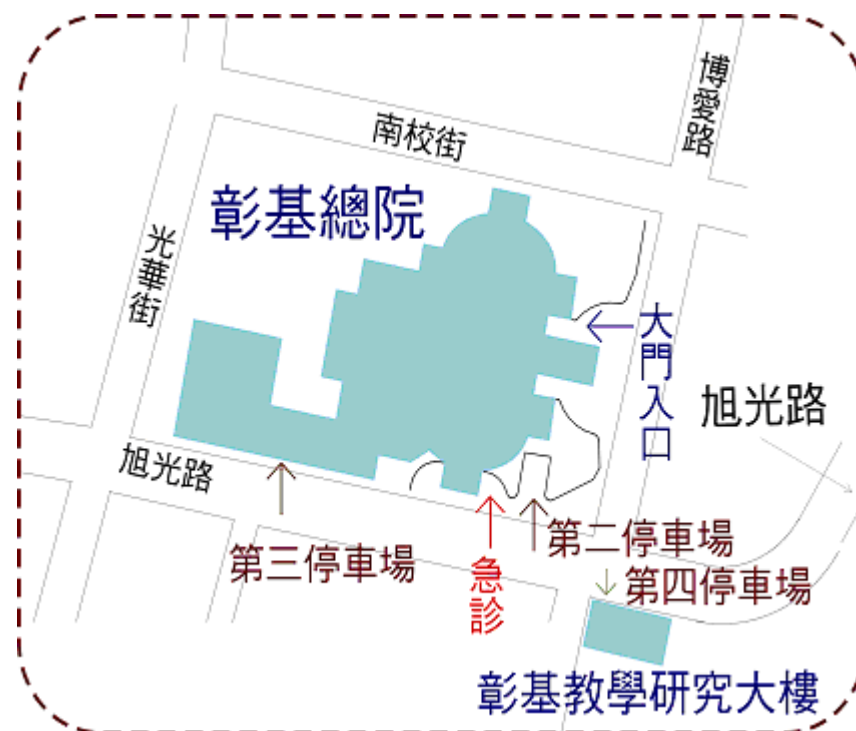 博愛路
南校街
彰基總院
光華街
大門入口
旭光路
旭光路
第二停車場
第三停車場
急診
第四停車場
彰基教學研究大樓